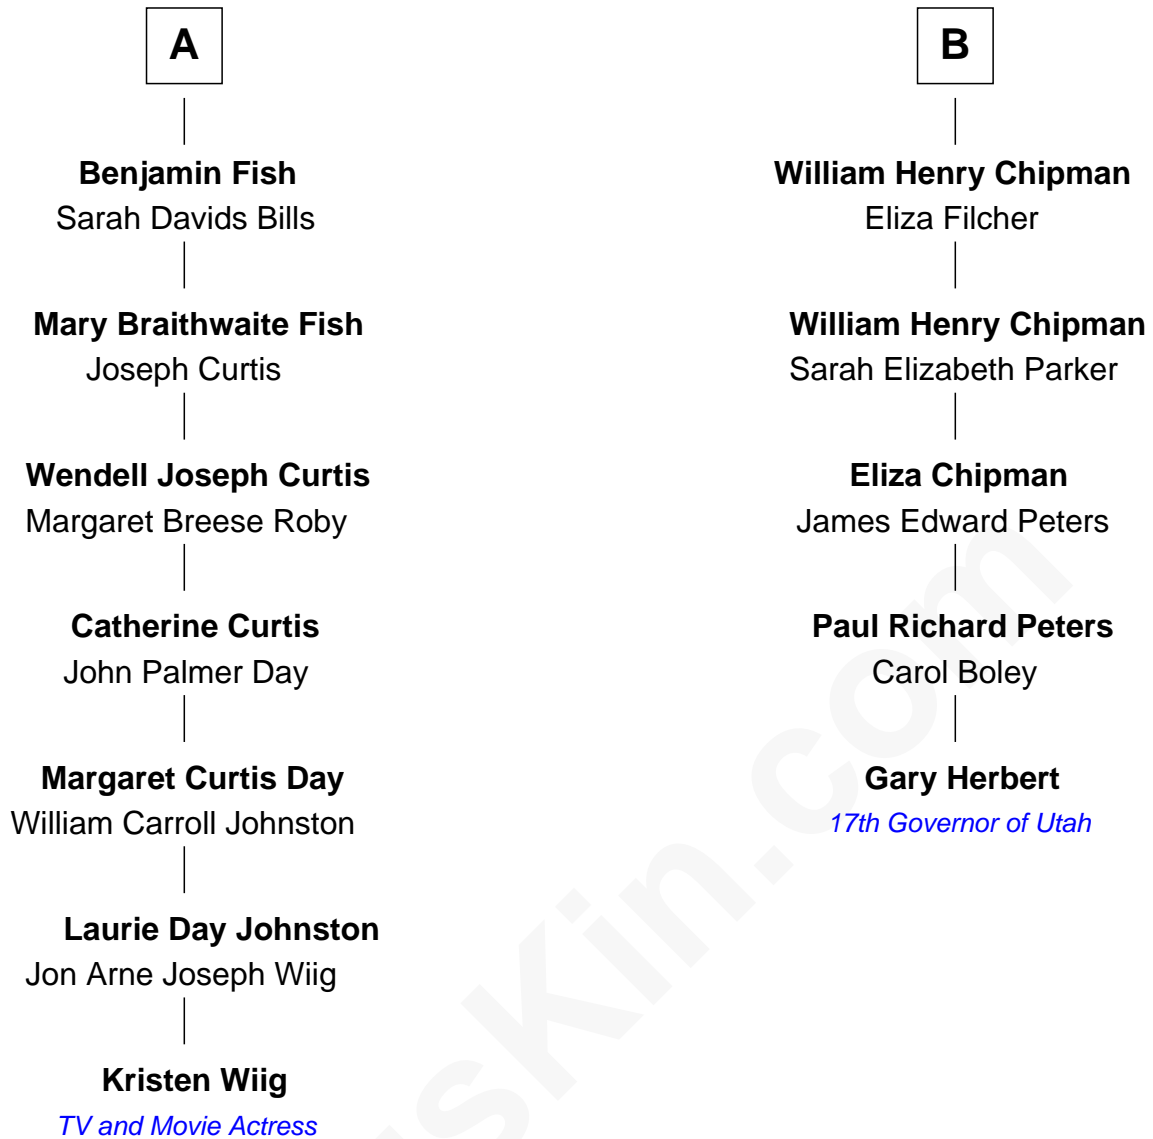 A
Benjamin Fish
Sarah Davids Bills
Mary Braithwaite Fish
Joseph Curtis
Wendell Joseph Curtis
Margaret Breese Roby
Catherine Curtis
John Palmer Day
Margaret Curtis Day
William Carroll Johnston
Laurie Day Johnston
Jon Arne Joseph Wiig
Kristen Wiig
TV and Movie Actress
B
William Henry Chipman
Eliza Filcher
William Henry Chipman
Sarah Elizabeth Parker
Eliza Chipman
James Edward Peters
Paul Richard Peters
Carol Boley
Gary Herbert
17th Governor of Utah